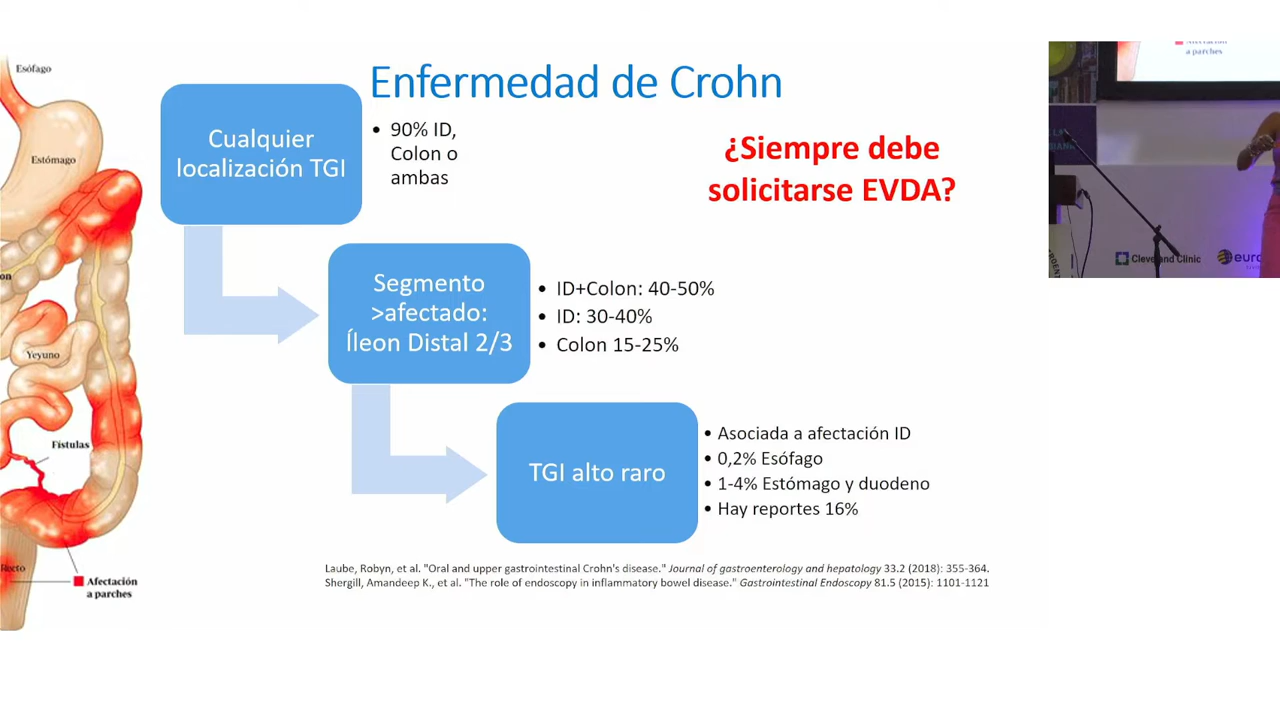 Enfermedad de Crohn
Esófago
Estómago
on
Yeyuno
Fístulas
Recto
Afectación
a parches
Cualquier
localización TGI
• 90% ID,
Colon o
ambas
¿Siempre debe
solicitarse EVDA?
Segmento
>afectado:
Íleon Distal 2/3
• ID+Colon: 40-50%
• ID: 30-40%
• Colon 15-25%
TGI alto raro
• Asociada a afectación ID
• 0,2% Esófago
• 1-4% Estómago y duodeno
• Hay reportes 16%
Laube, Robyn, et al. "Oral and upper gastrointestinal Crohn's disease." Journal of gastroenterology and hepatology 33.2 (2018): 355-364.
Shergill, Amandeep K., et al. "The role of endoscopy in inflammatory bowel disease." Gastrointestinal Endoscopy 81.5 (2015): 1101-1121
a parches
Cleveland Clinic
euro